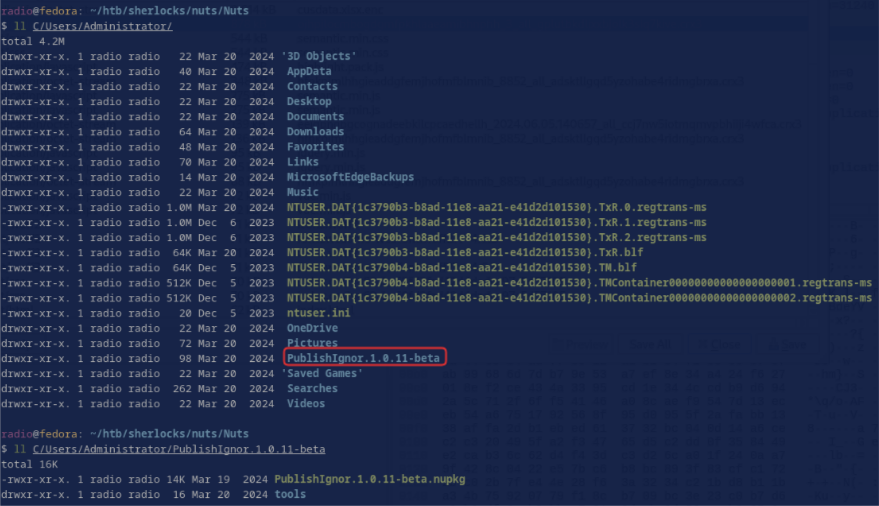 radio@fedora: ~/htb/sherlocks/nuts/Nuts
$ ll C/Users/Administrator/
total 4.2M
drwxr-xr-x. 1 radio radio 22 Mar 20 2024 '3D Objects'
drwxr-xr-x. 1 radio radio 40 Mar 20 2024 AppData
drwxr-xr-x. 1 radio radio 22 Mar 20 2024 Contacts
drwxr-xr-x. 1 radio radio 22 Mar 20 2024 Desktop
drwxr-xr-x. 1 radio radio 22 Mar 20 2024 Documents
drwxr-xr-x. 1 radio radio 64 Mar 20 2024 Downloads
drwxr-xr-x. 1 radio radio 48 Mar 20 2024 Favorites
drwxr-xr-x. 1 radio radio 70 Mar 20 2024 Links
drwxr-xr-x. 1 radio radio 14 Mar 20 2024 MicrosoftEdgeBackups
drwxr-xr-x. 1 radio radio 22 Mar 20 2024 Music
-rwxr-xr-x. 1 radio radio 1.0M Mar 20 2024 NTUSER.DAT{1c3790b3-b8ad-11e8-aa21-e41d2d101530}.TxR.0.regtrans-ms
-rwxr-xr-x. 1 radio radio 1.0M Dec 6 2023 NTUSER.DAT{1c3790b3-b8ad-11e8-aa21-e41d2d101530}.TxR.1.regtrans-ms
-rwxr-xr-x. 1 radio radio 1.0M Dec 6 2023 NTUSER.DAT{1c3790b3-b8ad-11e8-aa21-e41d2d101530}.TxR.2.regtrans-ms
-rwxr-xr-x. 1 radio radio 64K Mar 20 2024 NTUSER.DAT{1c3790b3-b8ad-11e8-aa21-e41d2d101530}.TxR.blf
-rwxr-xr-x. 1 radio radio 64K Dec 5 2023 NTUSER.DAT{1c3790b4-b8ad-11e8-aa21-e41d2d101530}.TM.blf
-rwxr-xr-x. 1 radio radio 512K Dec 5 2023 NTUSER.DAT{1c3790b4-b8ad-11e8-aa21-e41d2d101530}.TMContainer00000000000000000001.regtrans-ms
-rwxr-xr-x. 1 radio radio 512K Dec 5 2023 NTUSER.DAT{1c3790b4-b8ad-11e8-aa21-e41d2d101530}.TMContainer00000000000000000002.regtrans-ms
-rwxr-xr-x. 1 radio radio 20 Dec 5 2023 ntuser.ini
drwxr-xr-x. 1 radio radio 22 Mar 20 2024 OneDrive
drwxr-xr-x. 1 radio radio 72 Mar 20 2024 Pictures
drwxr-xr-x. 1 radio radio 98 Mar 20 2024 PublishIgnor.1.0.11-beta
drwxr-xr-x. 1 radio radio 22 Mar 20 2024 'Saved Games'
drwxr-xr-x. 1 radio radio 262 Mar 20 2024 Searches
drwxr-xr-x. 1 radio radio 22 Mar 20 2024 Videos
radio@fedora: ~/htb/sherlocks/nuts/Nuts
$ ll C/Users/Administrator/PublishIgnor.1.0.11-beta
total 16K
-rwxr-xr-x. 1 radio radio 14K Mar 19 2024 PublishIgnor.1.0.11-beta.nupkg
drwxr-xr-x. 1 radio radio 16 Mar 20 2024 tools